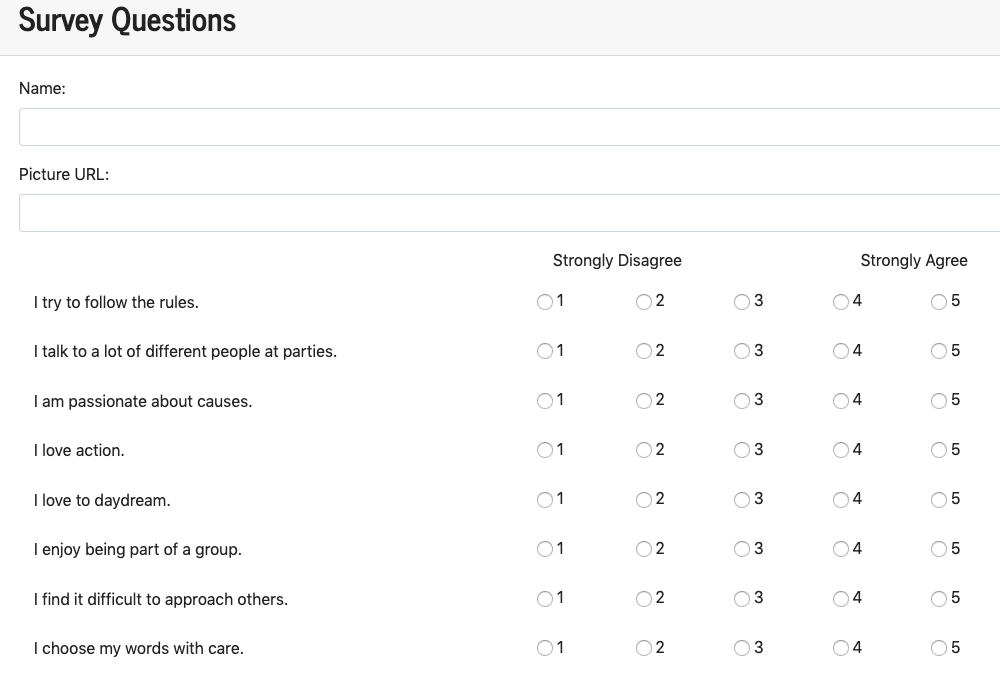 Survey Questions
Name:
Picture URL:
Strongly Disagree Strongly Agree
I try to follow the rules. 1 2 3 4 5
I talk to a lot of different people at parties. 1 2 3 4 5
I am passionate about causes. 1 2 3 4 5
I love action. 1 2 3 4 5
I love to daydream. 1 2 3 4 5
I enjoy being part of a group. 1 2 3 4 5
I find it difficult to approach others. 1 2 3 4 5
I choose my words with care. 1 2 3 4 5